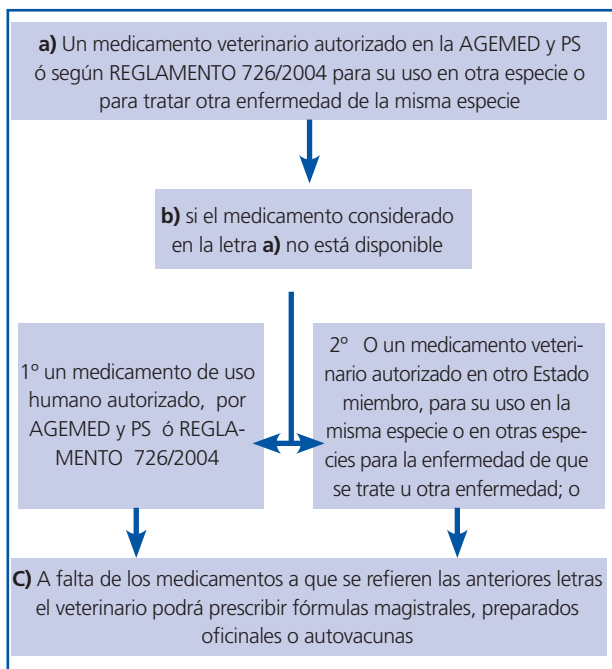 a) Un medicamento veterinario autorizado en la AGEMED y PS
ó según REGLAMENTO 726/2004 para su uso en otra especie o
para tratar otra enfermedad de la misma especie
b) si el medicamento considerado
en la letra a) no está disponible
1º un medicamento de uso
humano autorizado, por
AGEMED y PS ó REGLA-
MENTO 726/2004
2º O un medicamento veteri-
nario autorizado en otro Estado
miembro, para su uso en la
misma especie o en otras espe-
cies para la enfermedad de que
se trate u otra enfermedad; o
C) A falta de los medicamentos a que se refieren las anteriores letras
el veterinario podrá prescribir fórmulas magistrales, preparados
oficinales o autovacunas